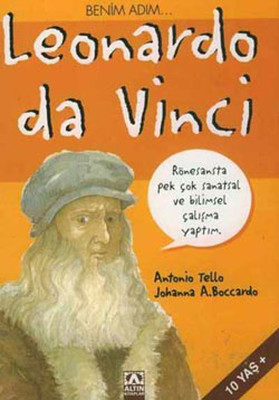 BENİM ADIM...
Leonardo
da Vinci
Rönesansta
pek çok sanatsal
ve bilimsel
çalışma
yaptım.
Antonio Tello
Johanna A.Boccardo
ALTIN
KİTAPLAR
10 YAŞ +